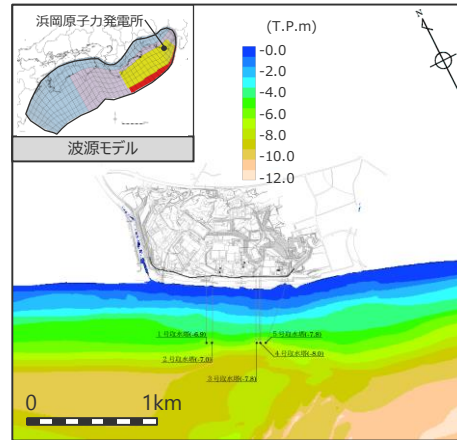 浜岡原子力発電所
波源モデル
(T.P.m)
-0.0
-2.0
-4.0
-6.0
-8.0
-10.0
-12.0
N
1号取水塔(-6.9)
2号取水塔(-7.0)
3号取水塔(-7.8)
4号取水塔(-8.0)
5号取水塔(-7.8)
0 1km